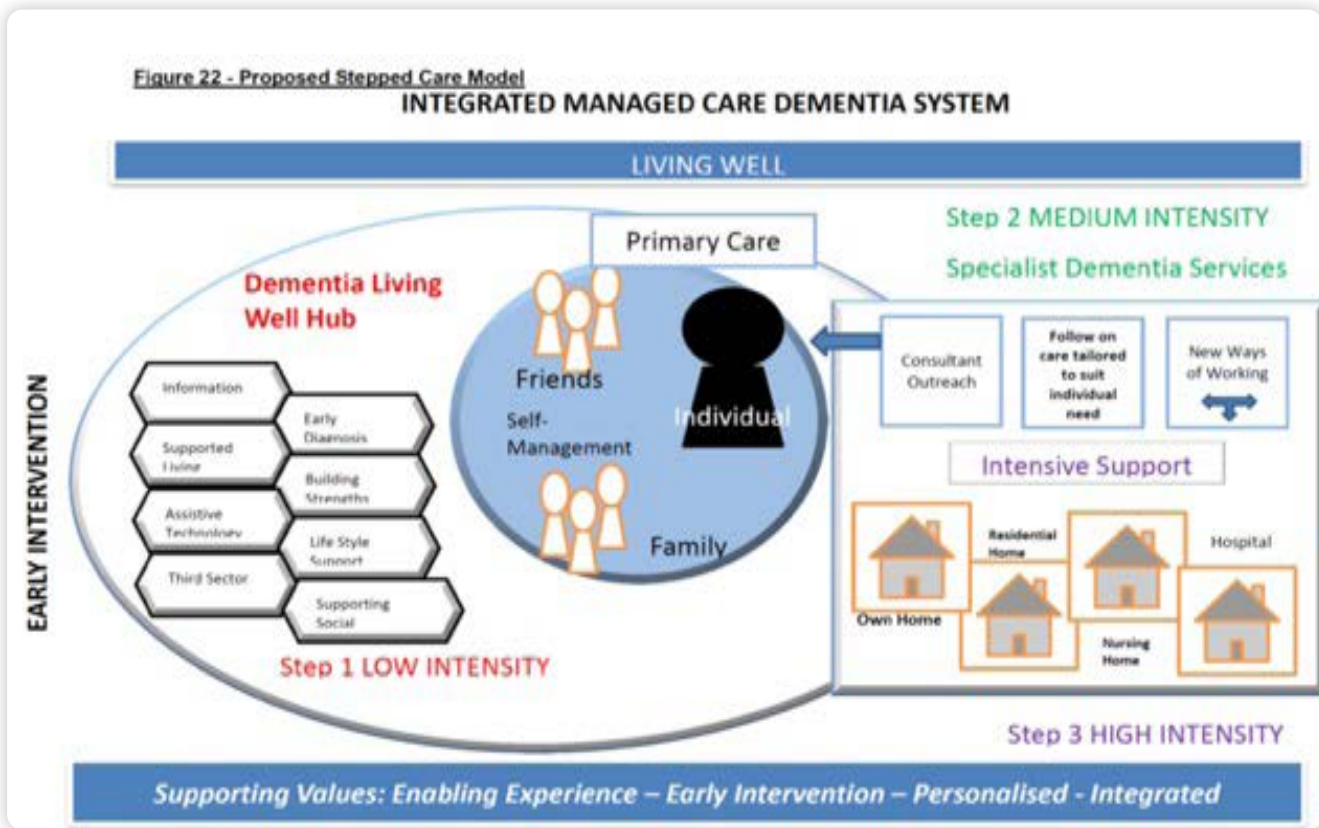 Figure 22 - Proposed Stepped Care Model
INTEGRATED MANAGED CARE DEMENTIA SYSTEM
LIVING WELL
Step 2 MEDIUM INTENSITY
Specialist Dementia Services
Primary Care
Dementia Living
Well Hub
EARLY INTERVENTION
Information
Early
Diagnosis
Supported
Living
Building
Strengths
Assistive
Technology
Life Style
Support
Third Sector
Supporting
Social
Step 1 LOW INTENSITY
Friends
Self-
Management
Individual
Family
Consultant
Outreach
Follow on
care tailored
to suit
individual
need
New Ways
of Working
Intensive Support
Own Home
Residential
Home
Nursing
Home
Hospital
Step 3 HIGH INTENSITY
Supporting Values: Enabling Experience – Early Intervention – Personalised - Integrated